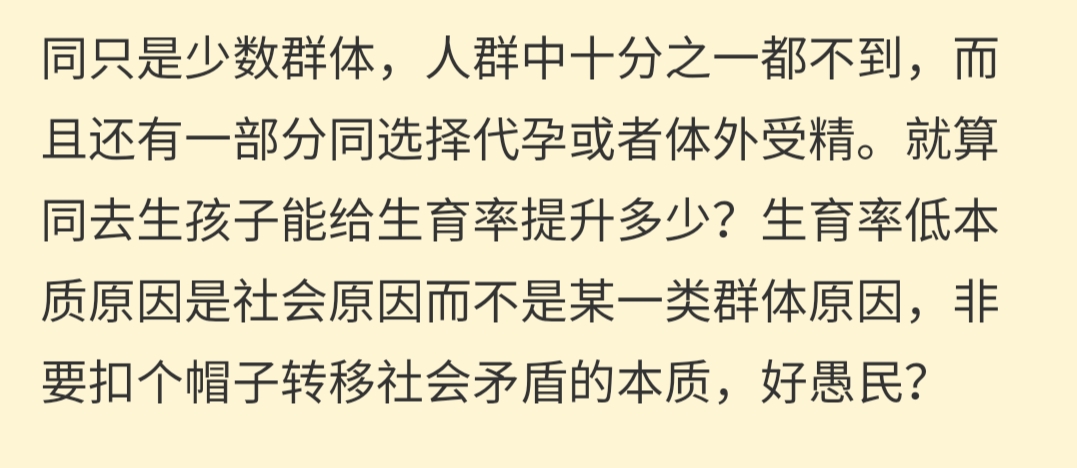 同只是少数群体，人群中十分之一都不到，而
且还有一部分同选择代孕或者体外受精。就算
同去生孩子能给生育率提升多少？生育率低本
质原因是社会原因而不是某一类群体原因，非
要扣个帽子转移社会矛盾的本质，好愚民？